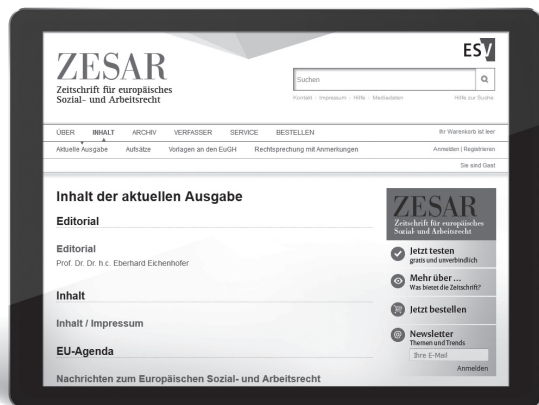 ZESAR
Zeitschrift für europäisches
Sozial- und Arbeitsrecht
ESV
Suchen
Kontakt · Impressum · Hilfe · Mediadaten
Hilfe zur Suche
ÜBER INHALT ARCHIV VERFASSER SERVICE BESTELLEN
Ihr Warenkorb ist leer
Aktuelle Ausgabe Aufsätze Vorlagen an den EuGH Rechtsprechung mit Anmerkungen
Anmelden | Registrieren
Sie sind Gast
Inhalt der aktuellen Ausgabe
Editorial
Editorial
Prof. Dr. Dr. h.c. Eberhard Eichenhofer
Inhalt
Inhalt / Impressum
EU-Agenda
Nachrichten zum Europäischen Sozial- und Arbeitsrecht
ZESAR
Zeitschrift für europäisches
Sozial- und Arbeitsrecht
Jetzt testen
gratis und unverbindlich
Mehr über ...
Was bietet die Zeitschrift?
Jetzt bestellen
@ Newsletter
Themen und Trends
Ihre E-Mail
Anmelden